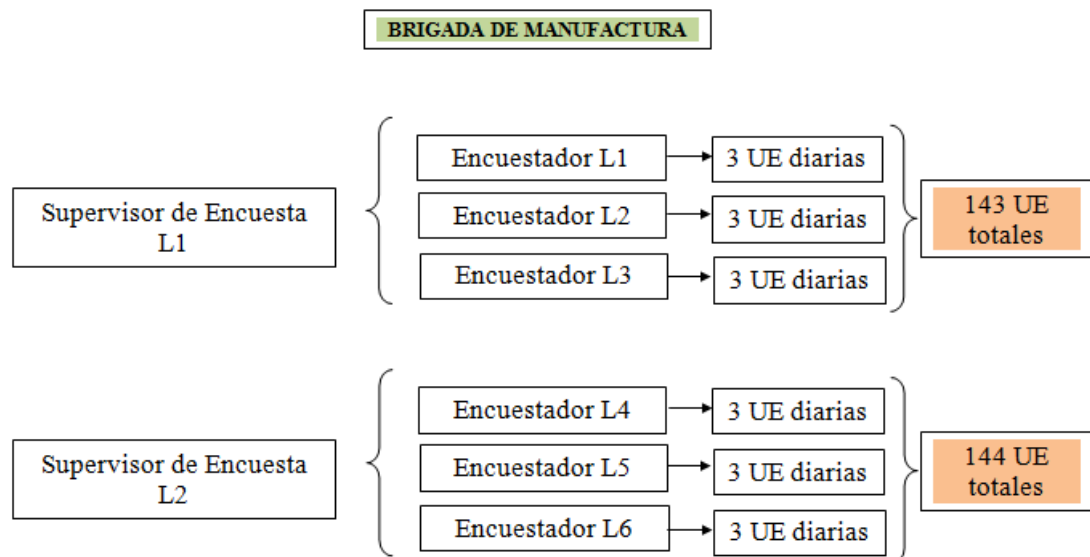 BRIGADA DE MANUFACTURA
Supervisor de Encuesta
L1
Encuestador L1
3 UE diarias
Encuestador L2
3 UE diarias
Encuestador L3
3 UE diarias
143 UE
totales
Supervisor de Encuesta
L2
Encuestador L4
3 UE diarias
Encuestador L5
3 UE diarias
Encuestador L6
3 UE diarias
144 UE
totales